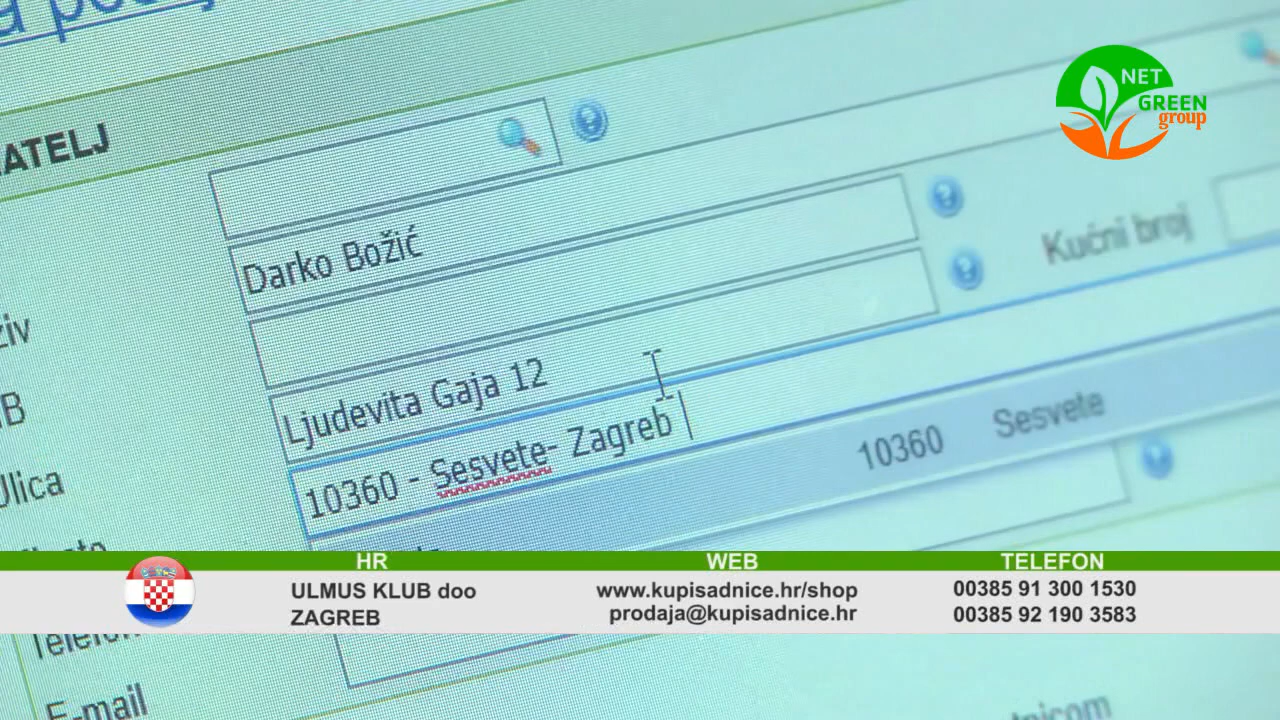 NET
GREEN
group
ATELJ
Darko Božić
Kućni broj
Ljudevita Gaja 12
Ulica
10360 - Sesvete- Zagreb
10360 Sesvete
HR
WEB
TELEFON
ULMUS KLUB doo
ZAGREB
www.kupisadnice.hr/shop
prodaja@kupisadnice.hr
00385 91 300 1530
00385 92 190 3583
Telefon
E-mail